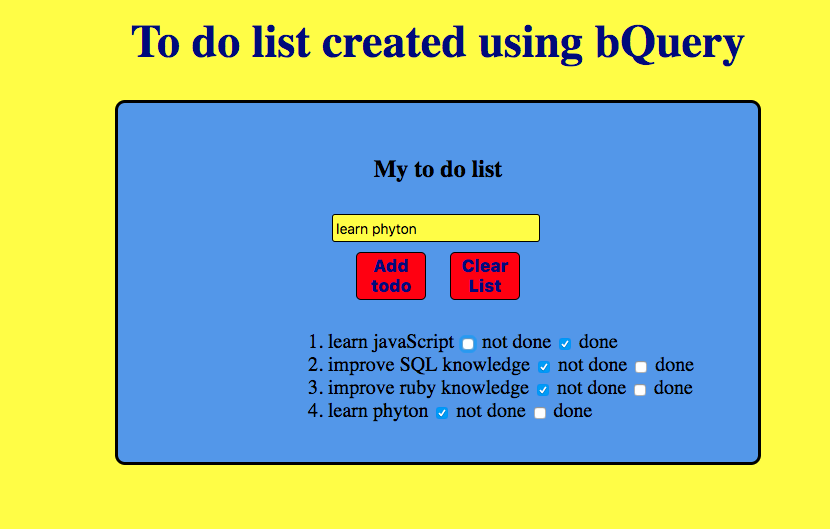 To do list created using bQuery
My to do list
learn phyton
Add todo
Clear List
1. learn javaScript not done done
2. improve SQL knowledge not done done
3. improve ruby knowledge not done done
4. learn phyton not done done